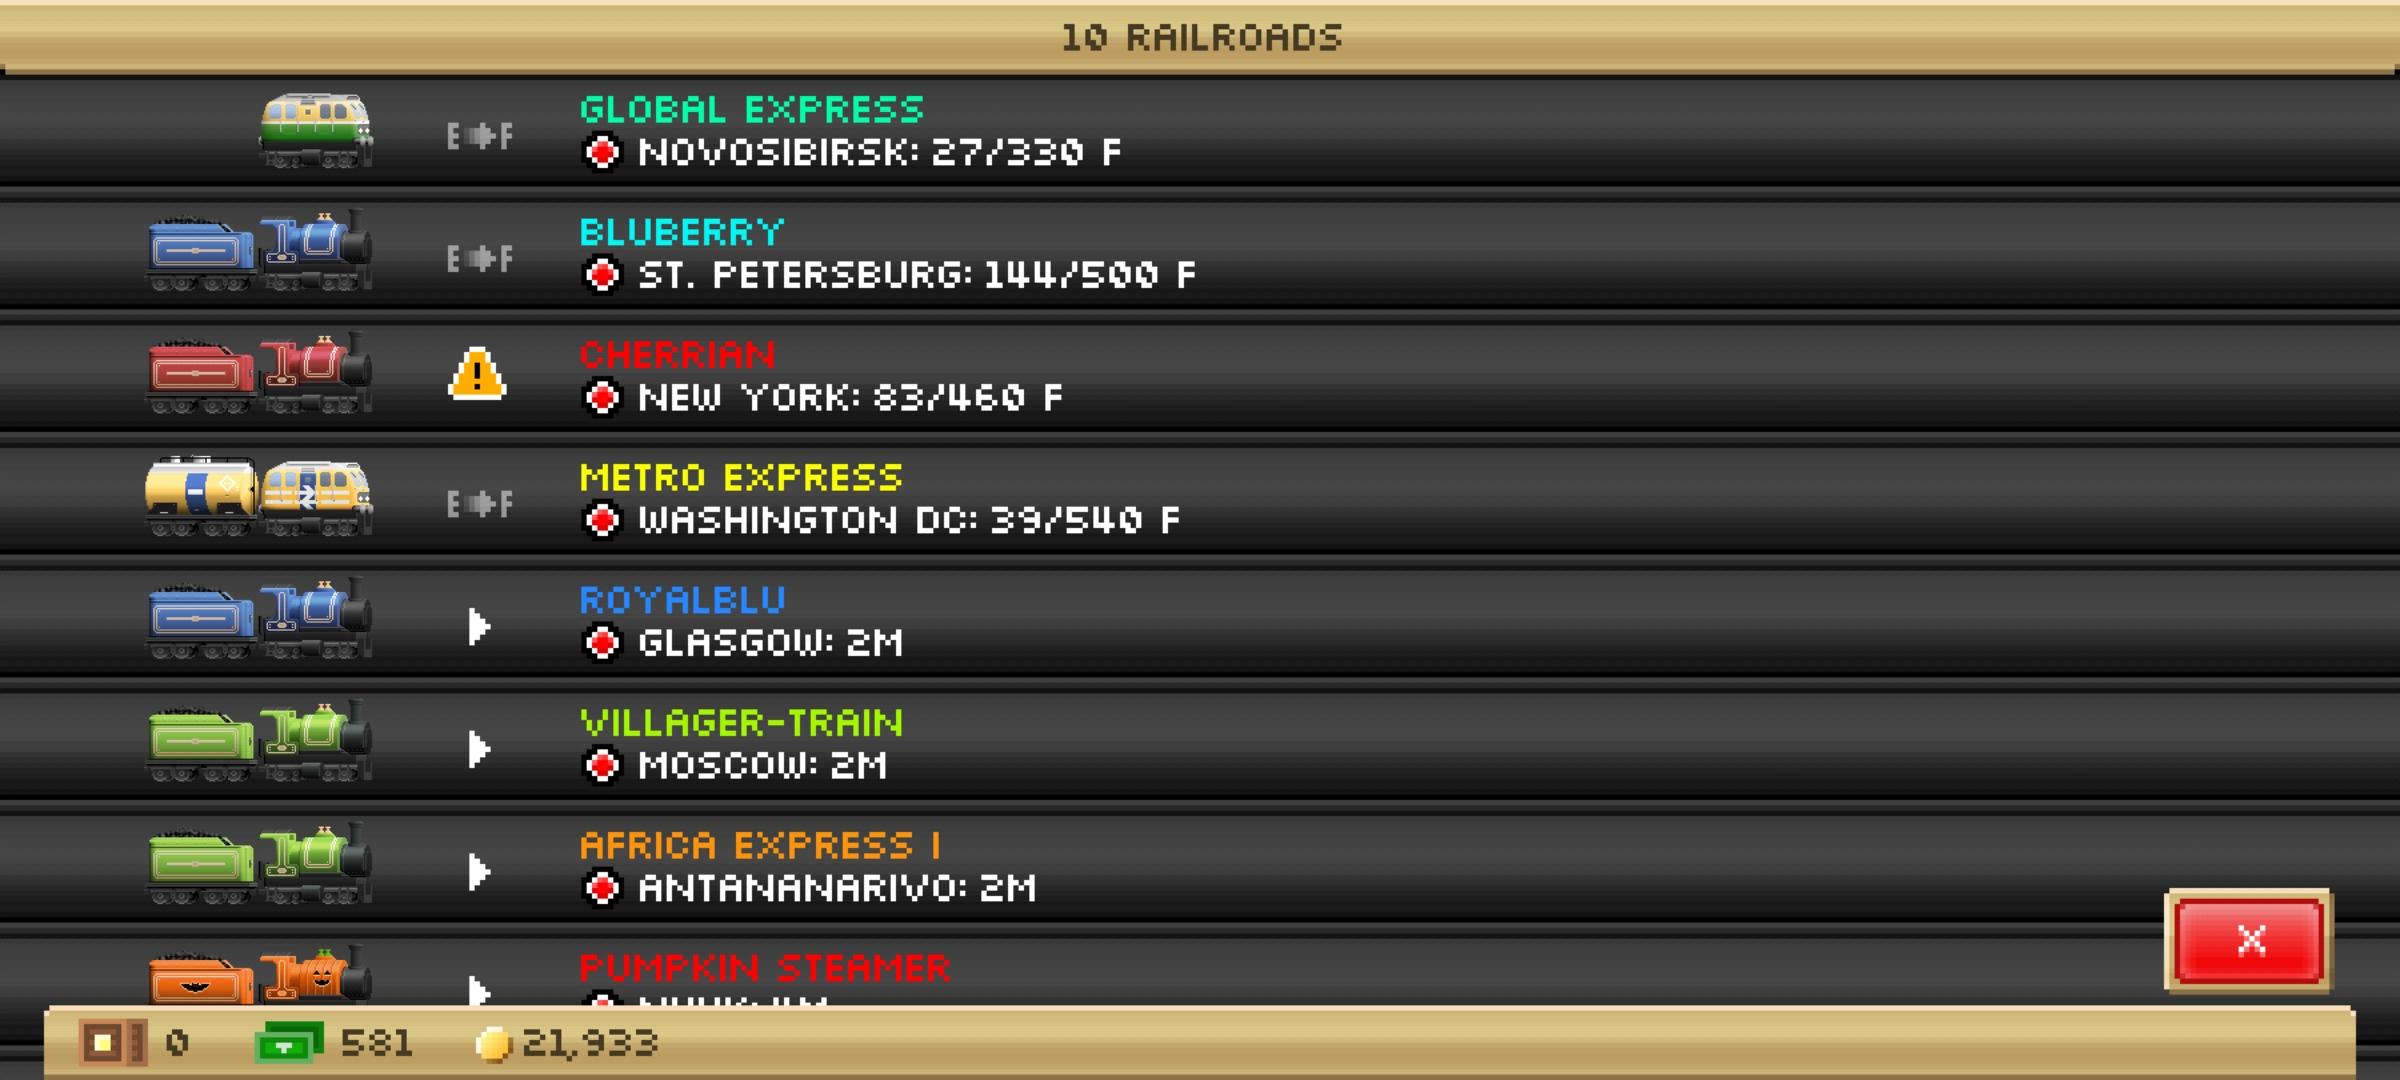 10 RAILROADS
E F
GLOBAL EXPRESS
NOVOSIBIRSK: 27/330 F
E F
BLUBERRY
ST. PETERSBURG: 144/500 F
!
CHERRIAN
NEW YORK: 83/460 F
METRO EXPRESS
E F
WASHINGTON DC: 39/540 F
ROYALBLU
GLASGOW: 2M
VILLAGER-TRAIN
MOSCOW: 2M
AFRICA EXPRESS I
ANTANANARIVO: 2M
PUMPKIN STEAMER
X
0 581 21,933